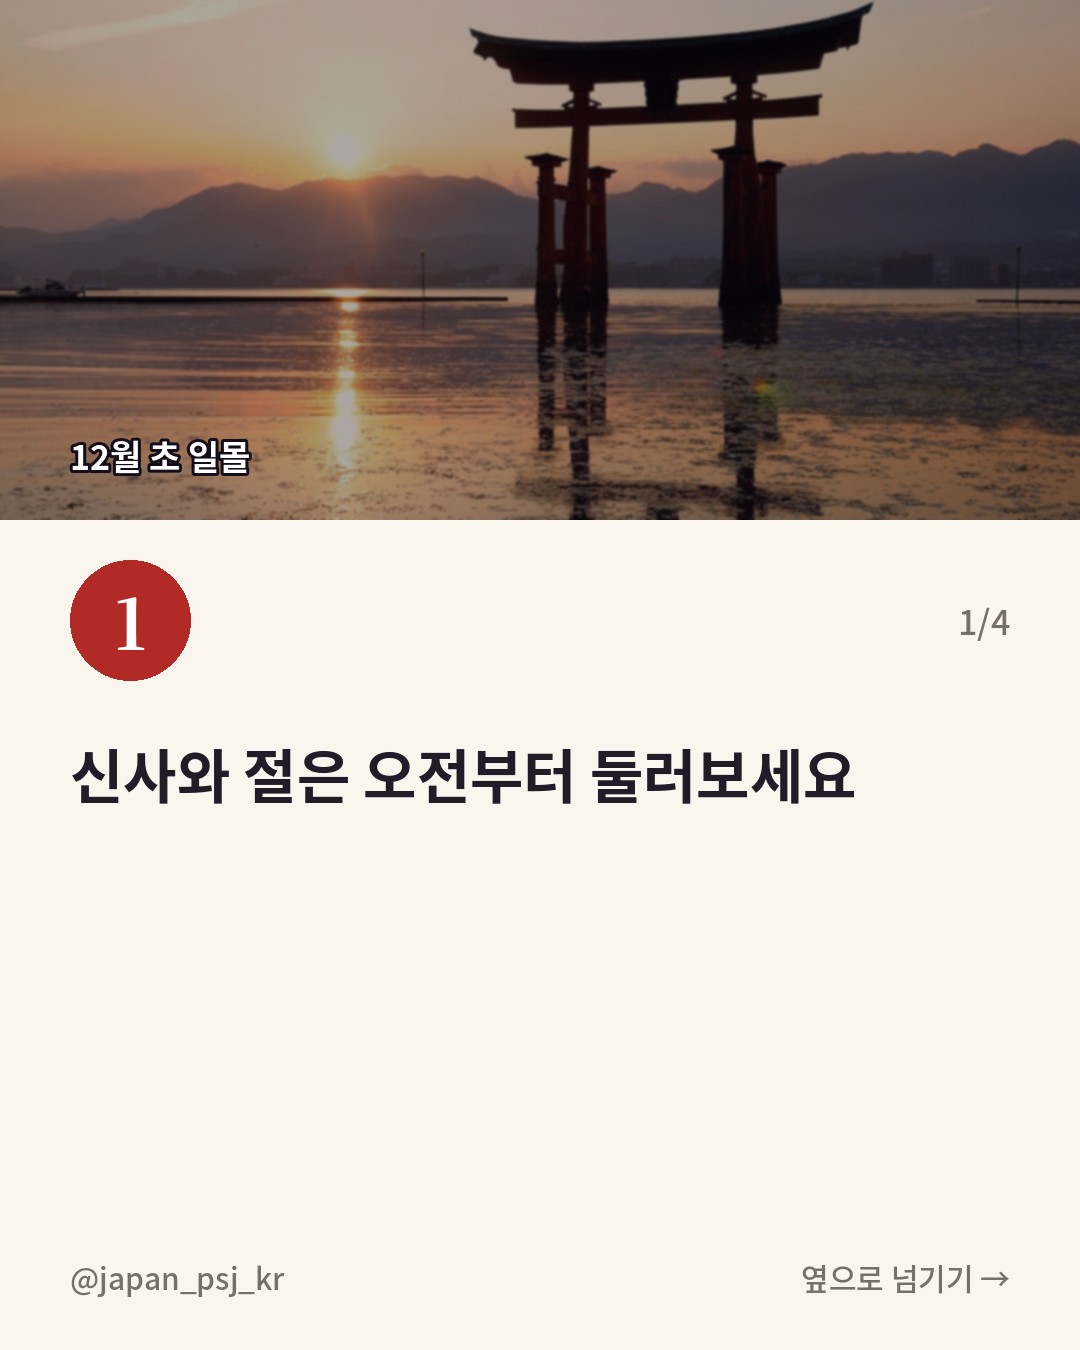 12월 초 일몰
1
1/4
신사와 절은 오전부터 둘러보세요
@japan_psj_kr
옆으로 넘기기 →